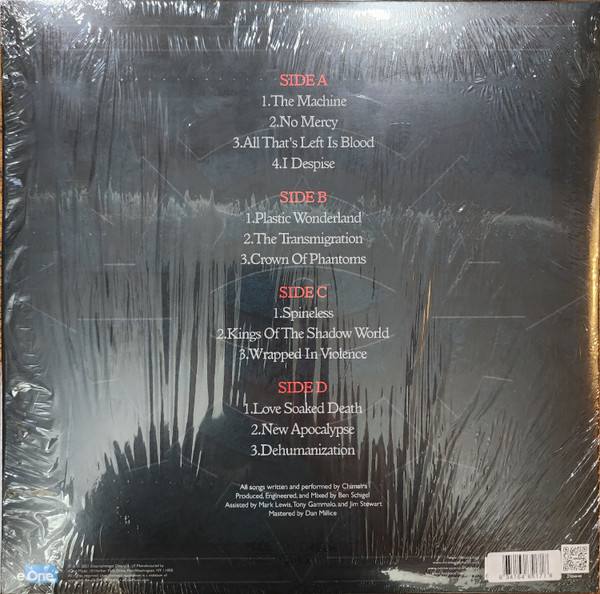 SIDE A
1.The Machine
2.No Mercy
3.All That's Left Is Blood
4.I Despise
SIDE B
1.Plastic Wonderland
2.The Transmigration
3.Crown Of Phantoms
SIDE C
1.Spineless
2.Kings Of The Shadow World
3.Wrapped In Violence
SIDE D
1.Love Soaked Death
2.New Apocalypse
3.Dehumanization
All songs written and performed by Chimaira
Produced, Engineered, and Mixed by Ben Schigel
Assisted by Mark Lewis, Tony Gammalo, and Jim Stewart
Mastered by Dan Millice
eOne